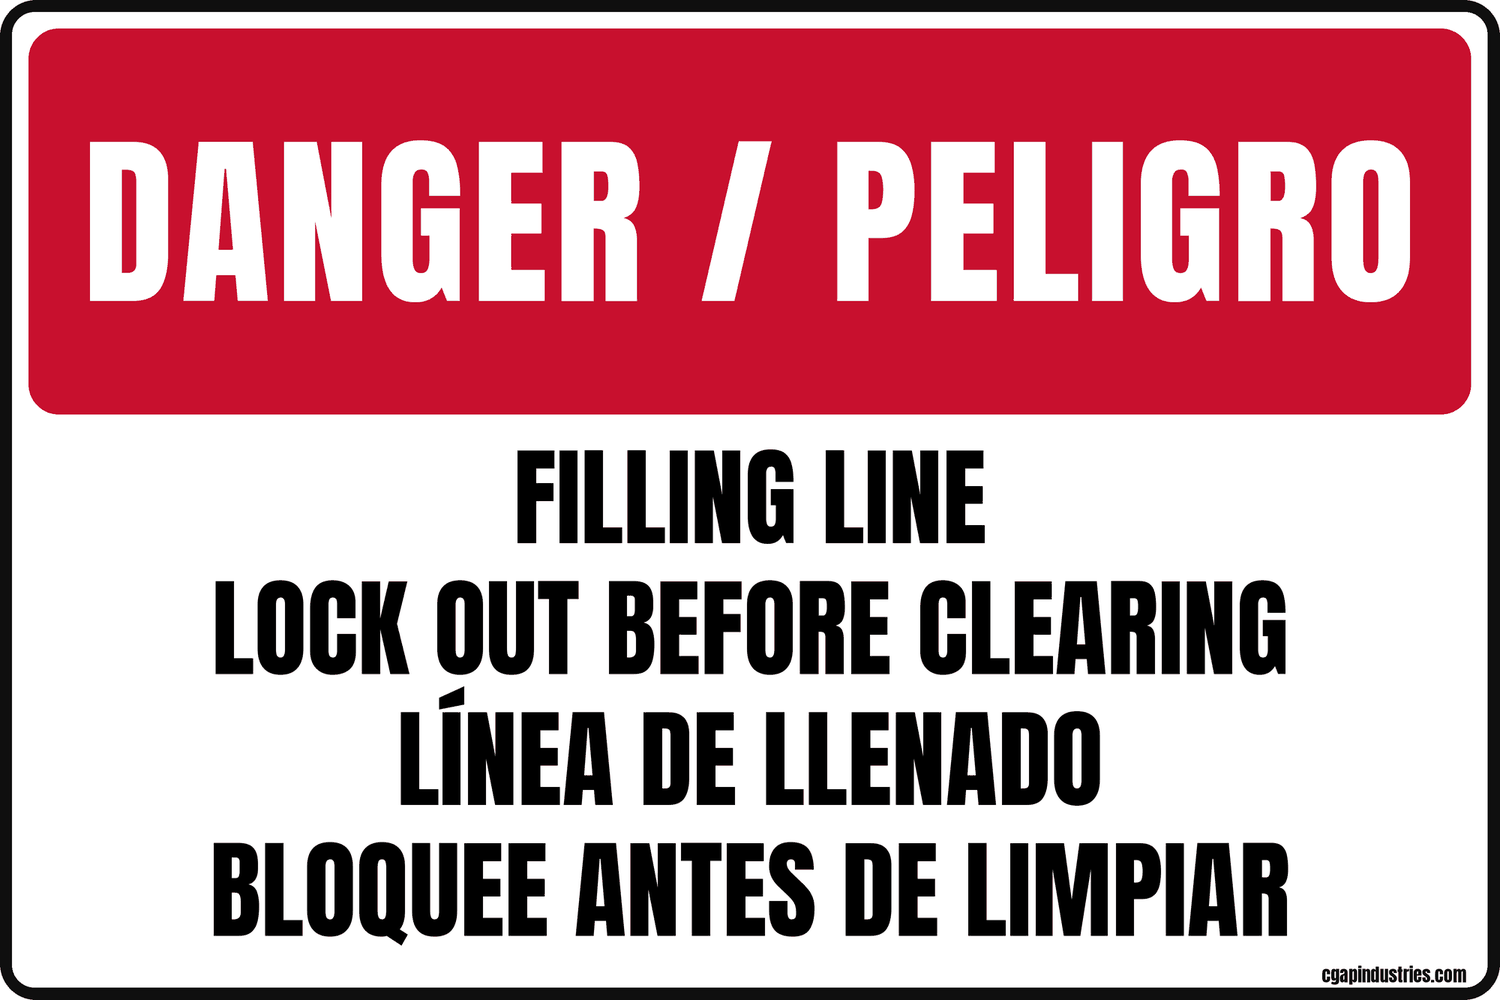 DANGER / PELIGRO
FILLING LINE
LOCK OUT BEFORE CLEARING
LÍNEA DE LLENADO
BLOQUEE ANTES DE LIMPIAR
cgapindustries.com